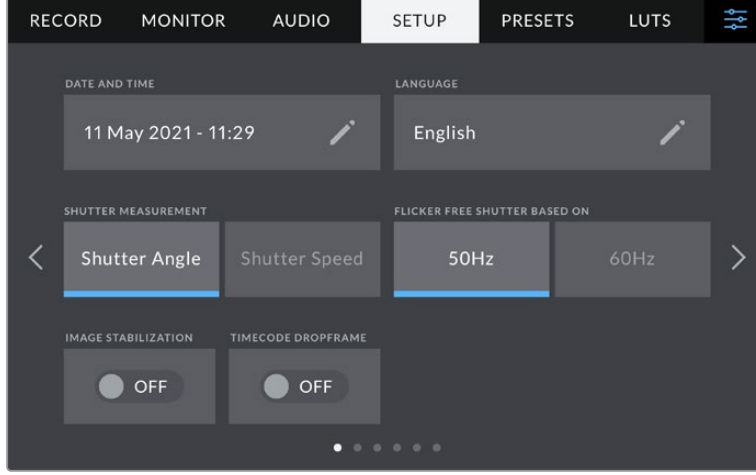 RECORD MONITOR AUDIO SETUP PRESETS LUTS
DATE AND TIME LANGUAGE
11 May 2021 - 11:29 English
SHUTTER MEASUREMENT FLICKER FREE SHUTTER BASED ON
Shutter Angle Shutter Speed 50Hz 60Hz
IMAGE STABILIZATION TIMECODE DROPFRAME
OFF OFF